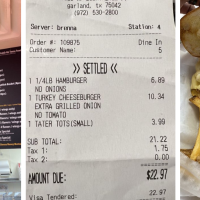 garland, tx 75042
(972) 530-2800
Server: brunna Station: 4
Order #: 109875 Dine In
Customer Name: 5
>> SETTLED <<
1 1/4LB HAMBURGER 6.89
NO ONIONS
1 TURKEY CHEESEBURGER 10.34
EXTRA GRILLED ONION
NO TOMATO
1 TATER TOTS(SMALL) 3.99
SUB TOTAL: 21.22
Tax 1: 1.75
Tax 2: 0.00
AMOUNT DUE: $22.97
Visa Tendered: 22.97